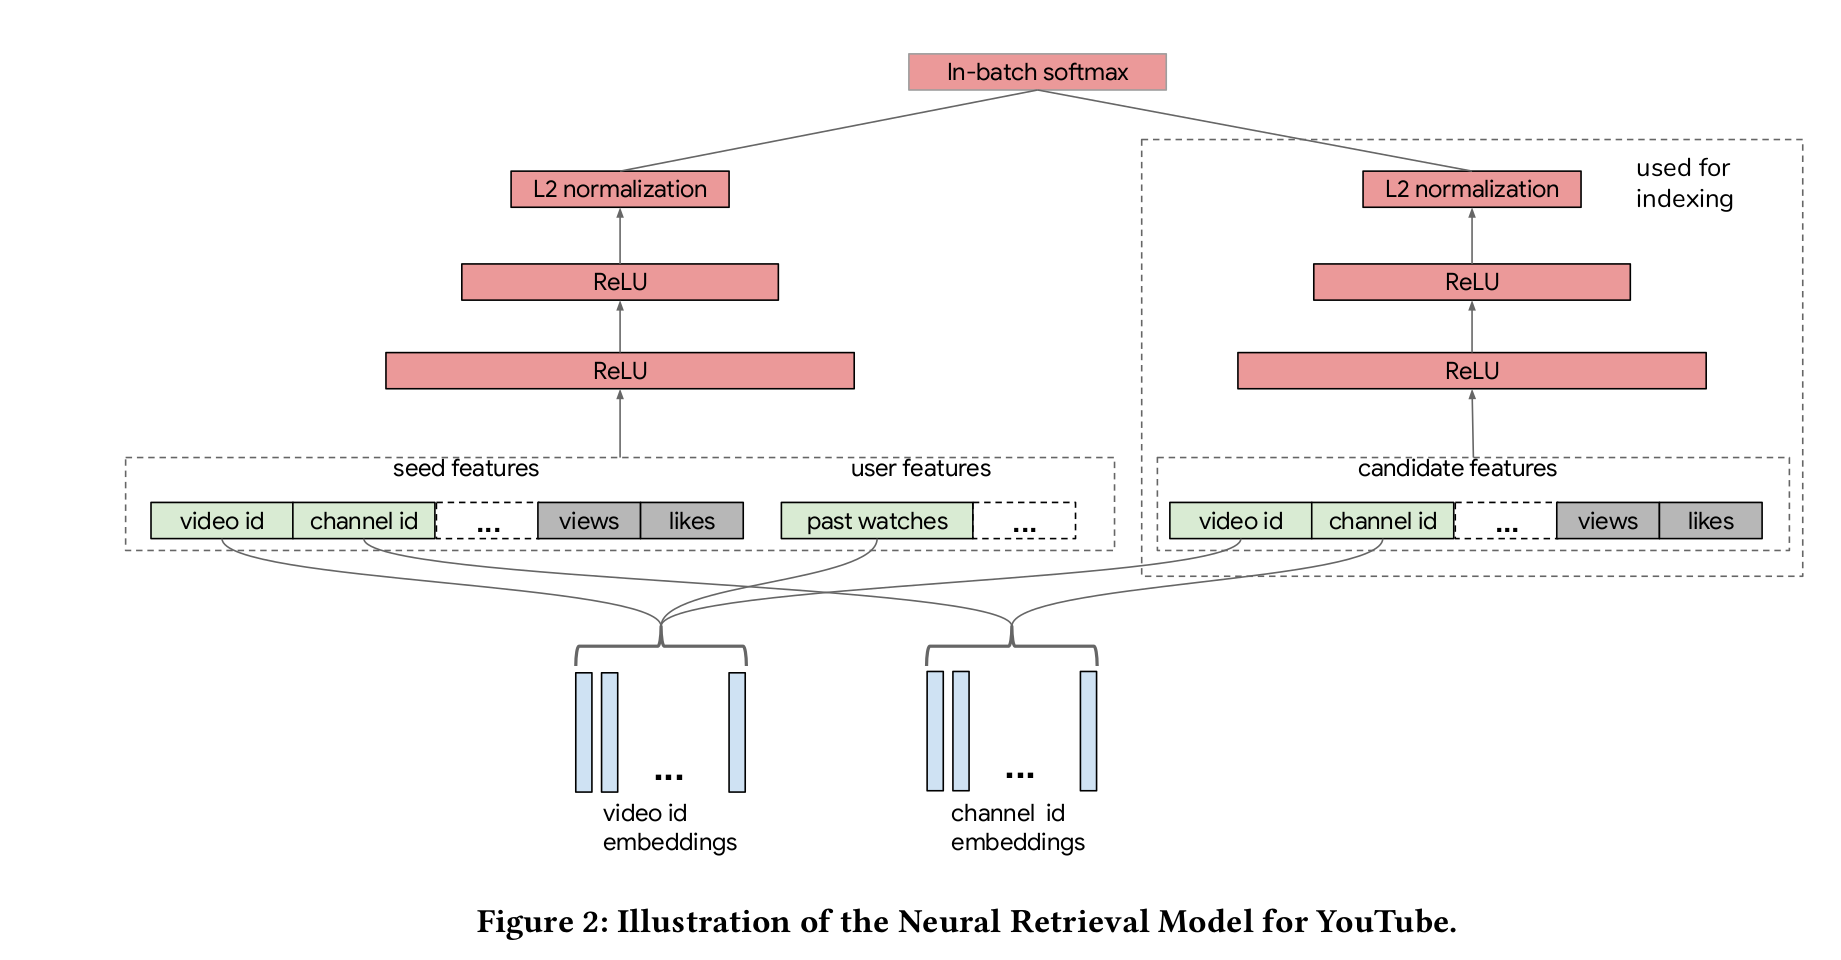 In-batch softmax
L2 normalization
L2 normalization
used for
indexing
ReLU
ReLU
ReLU
ReLU
seed features
user features
candidate features
video id
channel id
...
views
likes
past watches
...
video id
channel id
...
views
likes
...
...
video id
embeddings
channel id
embeddings
Figure 2: Illustration of the Neural Retrieval Model for YouTube.